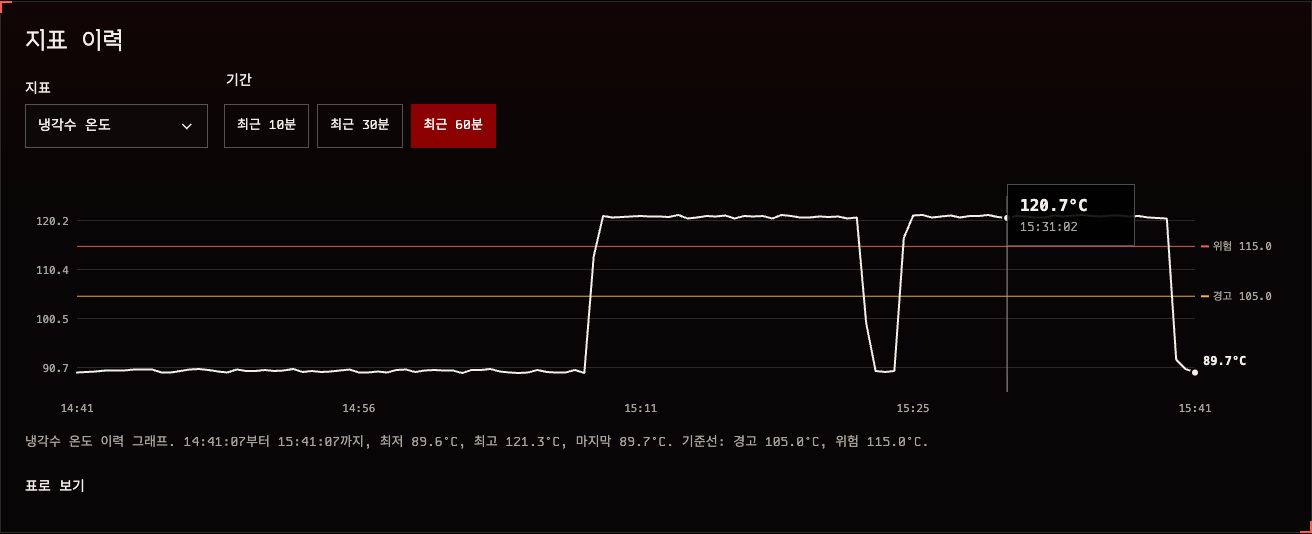 지표 이력
지표
기간
냉각수 온도
최근 10분
최근 30분
최근 60분
120.7°C
15:31:02
120.2
위험 115.0
110.4
경고 105.0
100.5
90.7
89.7°C
14:41
14:56
15:11
15:25
15:41
냉각수 온도 이력 그래프. 14:41:07부터 15:41:07까지, 최저 89.6°C, 최고 121.3°C, 마지막 89.7°C. 기준선: 경고 105.0°C, 위험 115.0°C.
표로 보기